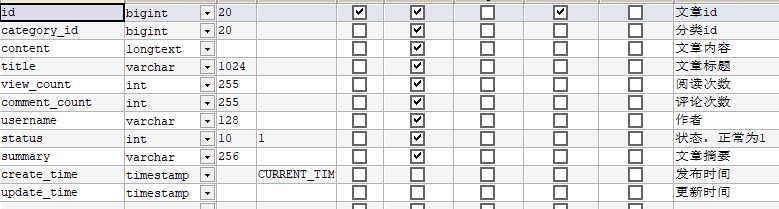 id bigint 20 文章id
category_id bigint 20 分类id
content longtext 文章内容
title varchar 1024 文章标题
view_count int 255 阅读次数
comment_count int 255 评论次数
username varchar 128 作者
status int 10 1 状态，正常为1
summary varchar 256 文章摘要
create_time timestamp CURRENT_TIM 发布时间
update_time timestamp 更新时间